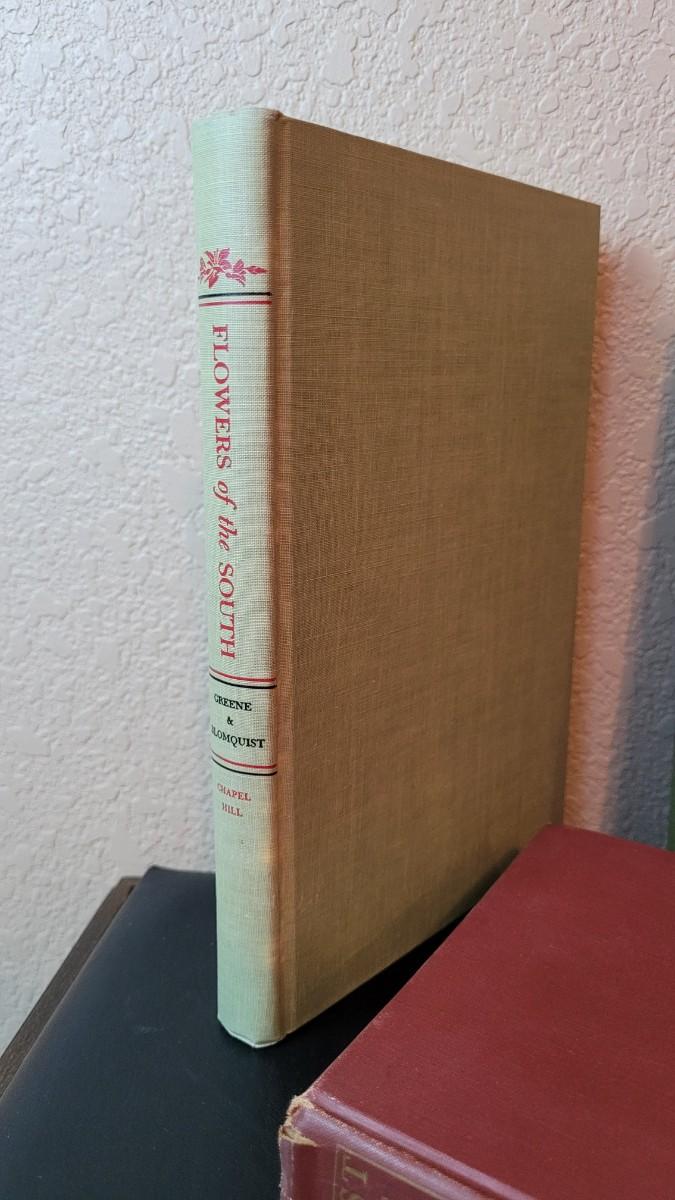 FLOWERS of the SOUTH
GREENE
&
BLOMQUIST
CHAPEL
HILL